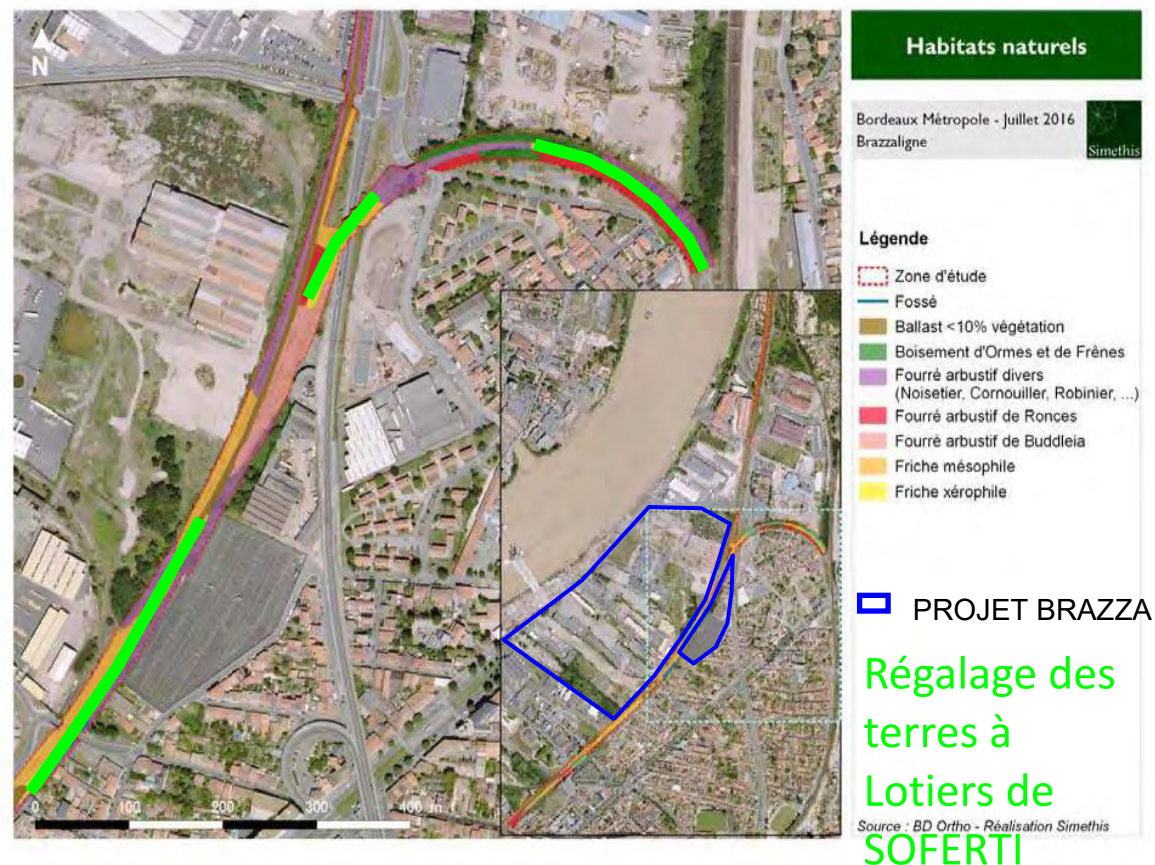 N
0 100 200 300 400 m
Habitats naturels
Bordeaux Métropole - Juillet 2016
Brazzaligne
Simethis
Légende
Zone d'étude
Fossé
Ballast <10% végétation
Boisement d'Ormes et de Frênes
Fourré arbustif divers
(Noisetier, Cornouiller, Robinier, ...)
Fourré arbustif de Ronces
Fourré arbustif de Buddleia
Friche mésophile
Friche xérophile
PROJET BRAZZA
Régalage des
terres à
Lotiers de
Source : BD Ortho - Réalisation Simethis
SOFERTI